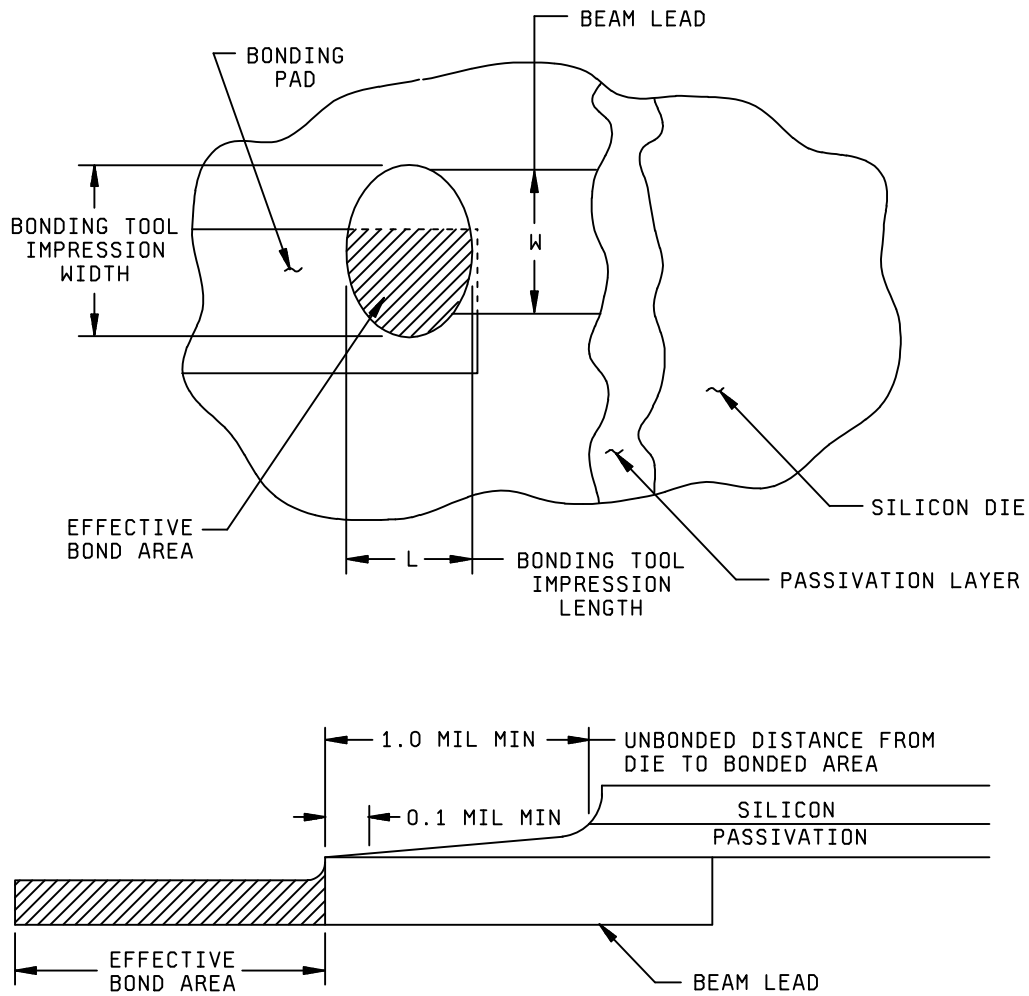 BEAM LEAD
BONDING
PAD
BONDING TOOL
IMPRESSION
WIDTH
W
EFFECTIVE
BOND AREA
L
BONDING TOOL
IMPRESSION
LENGTH
SILICON DIE
PASSIVATION LAYER
1.0 MIL MIN
UNBONDED DISTANCE FROM
DIE TO BONDED AREA
0.1 MIL MIN
SILICON
PASSIVATION
EFFECTIVE
BOND AREA
BEAM LEAD